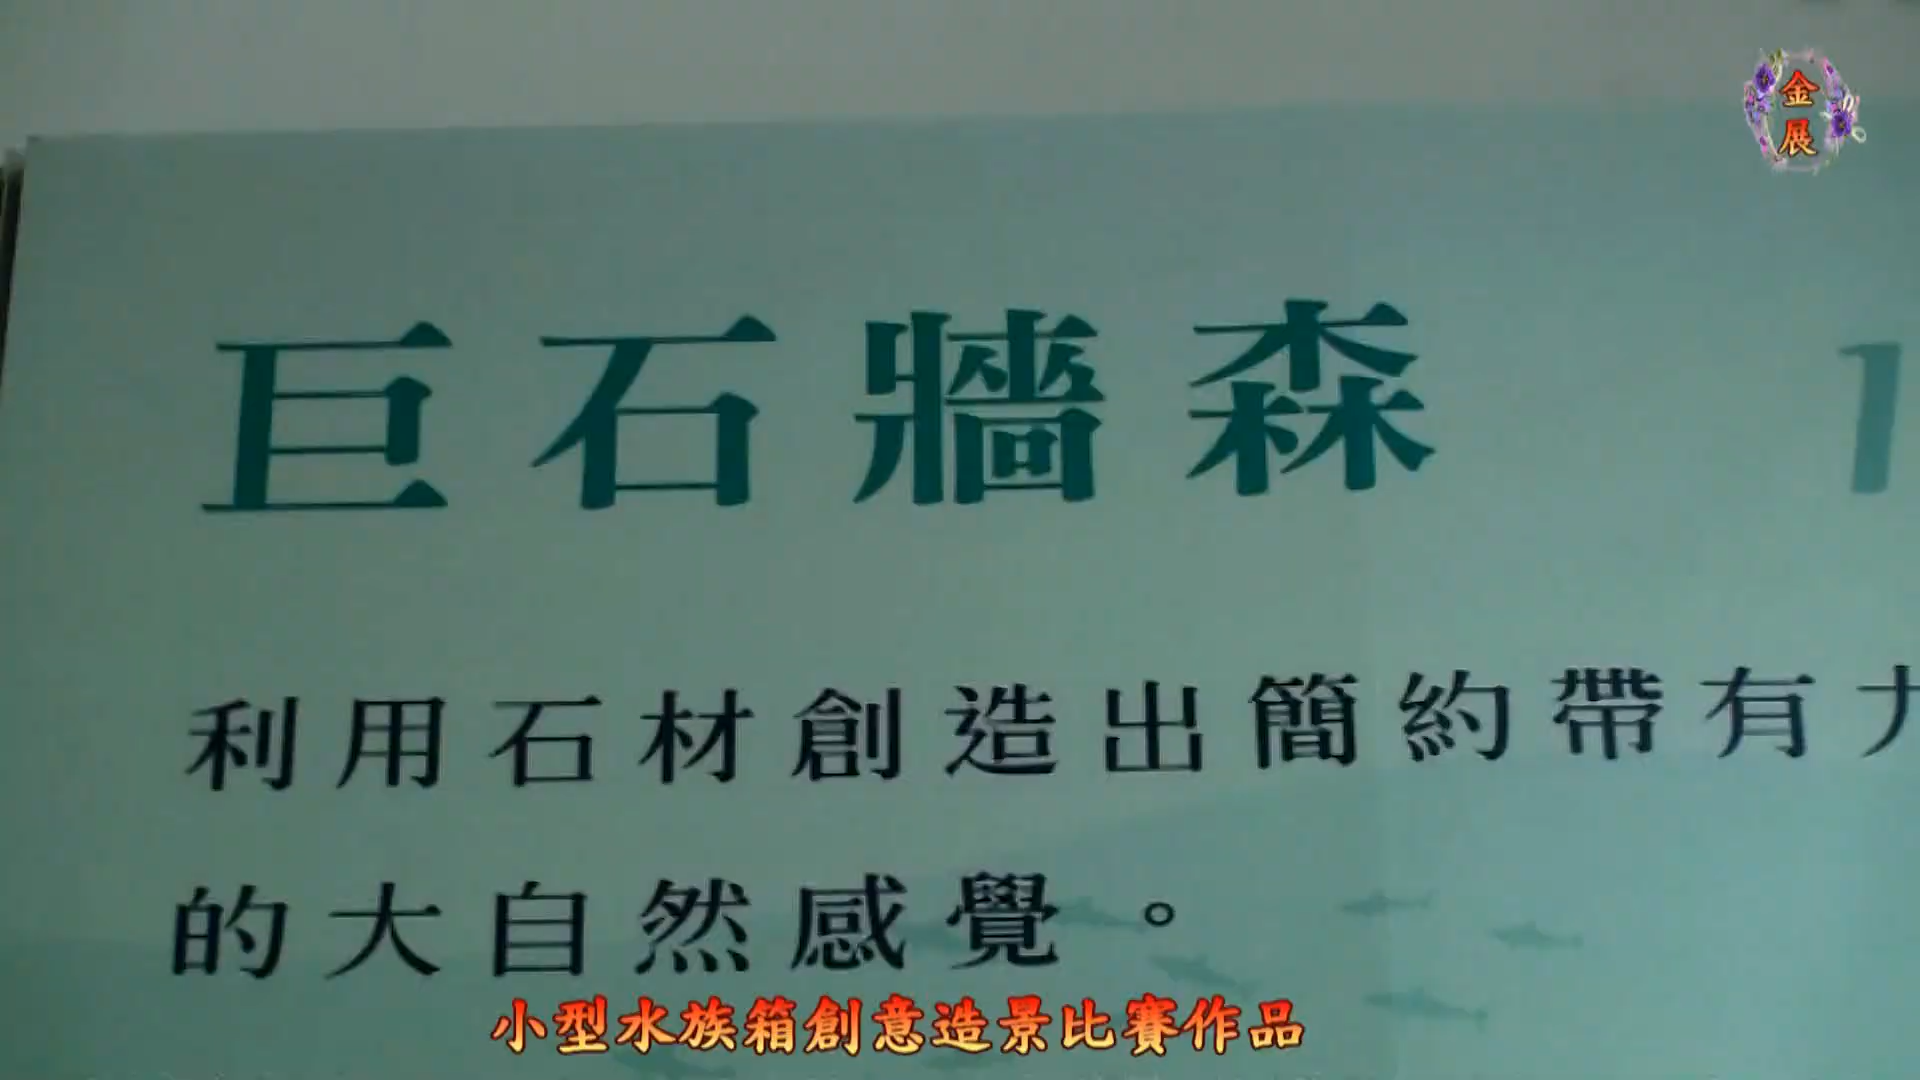 金展
巨石牆森
利用石材創造出簡約帶有
的大自然感覺。
小型水族箱創意造景比賽作品